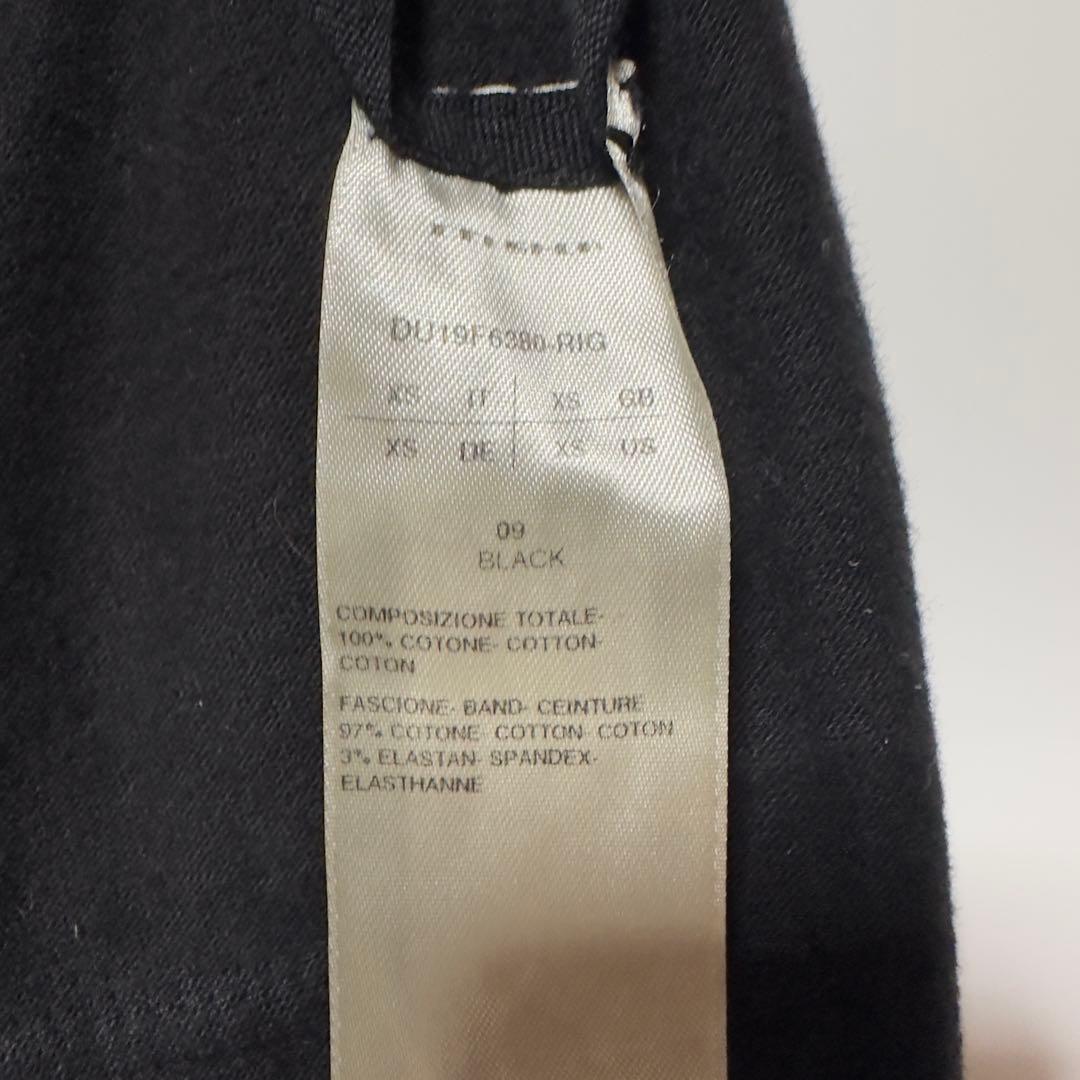 DU19F6380-RIG
XS IT XS GB
XS DE XS US
09
BLACK
COMPOSIZIONE TOTALE-
100% COTONE- COTTON-
COTON
FASCIONE- BAND- CEINTURE
97% COTONE- COTTON- COTON
3% ELASTAN- SPANDEX-
ELASTHANNE